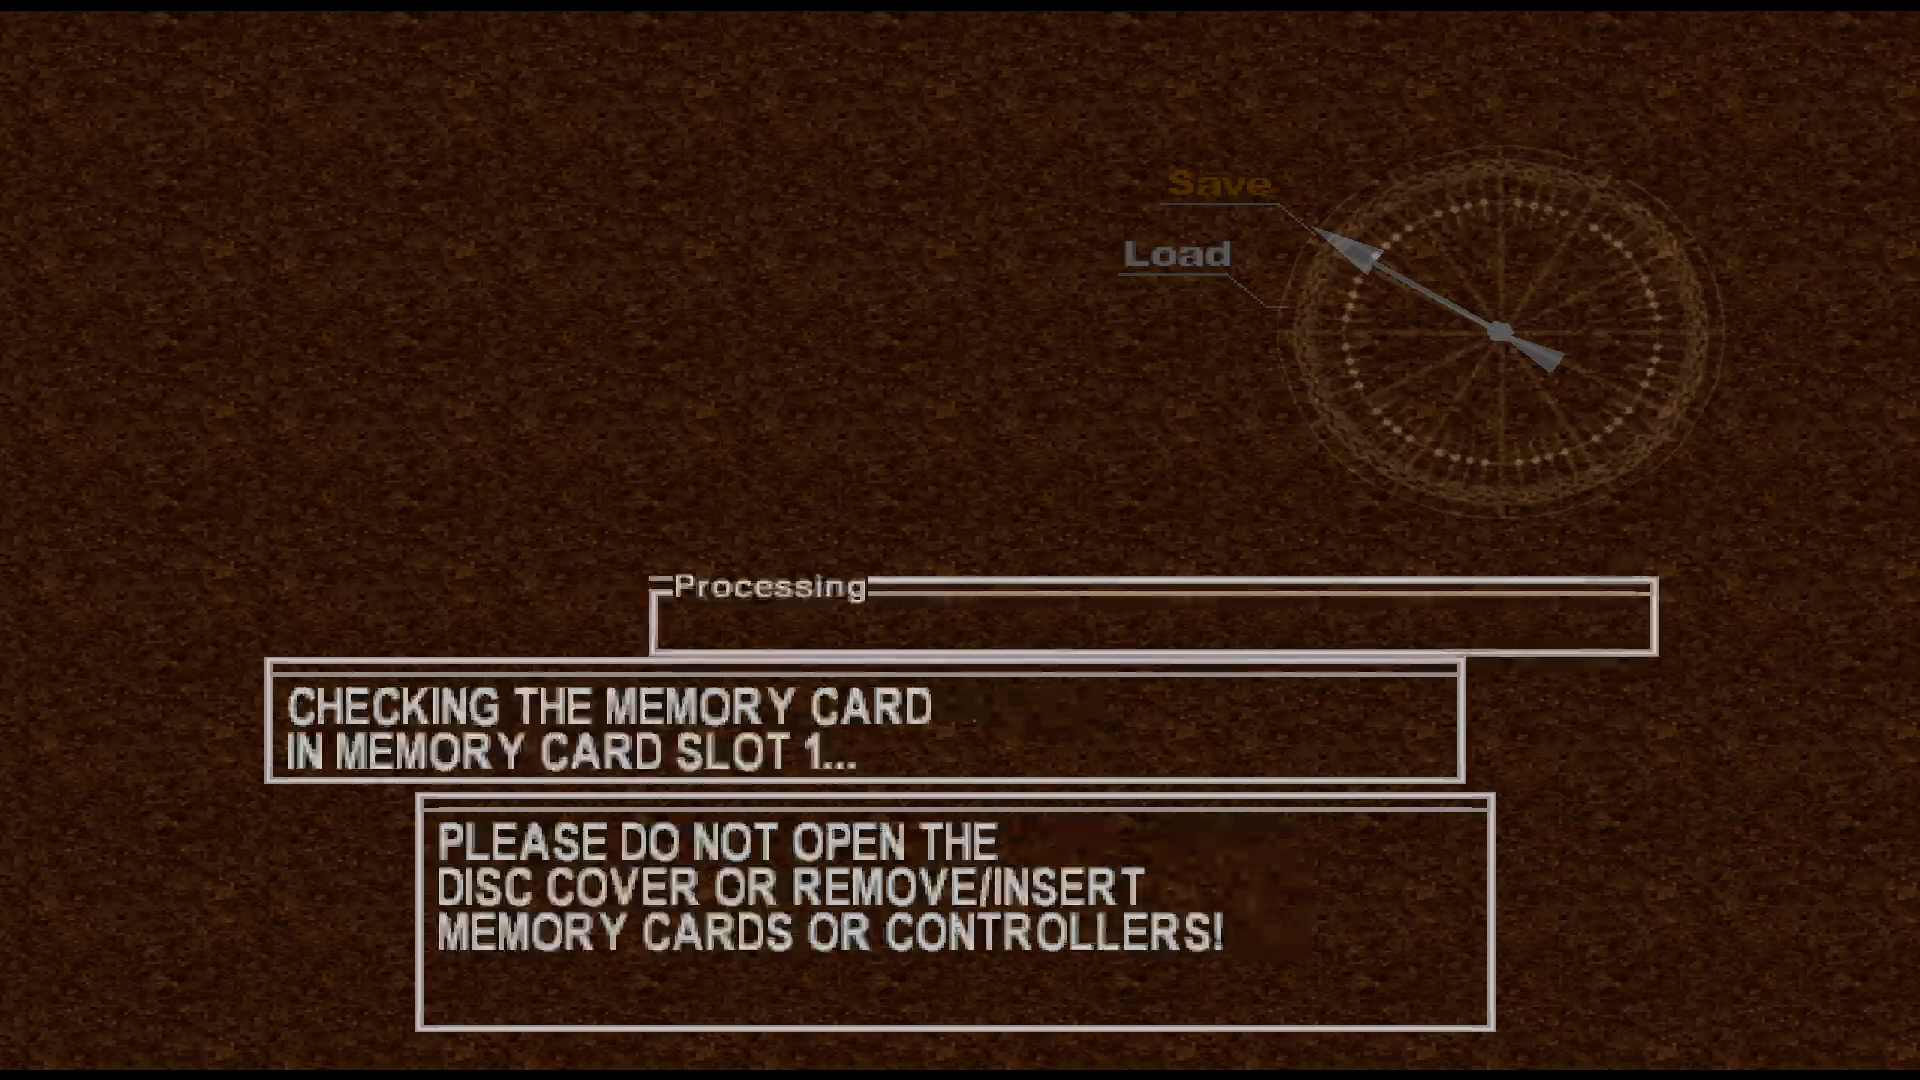 Save
Load
Processing
CHECKING THE MEMORY CARD
IN MEMORY CARD SLOT 1...
PLEASE DO NOT OPEN THE
DISC COVER OR REMOVE/INSERT
MEMORY CARDS OR CONTROLLERS!